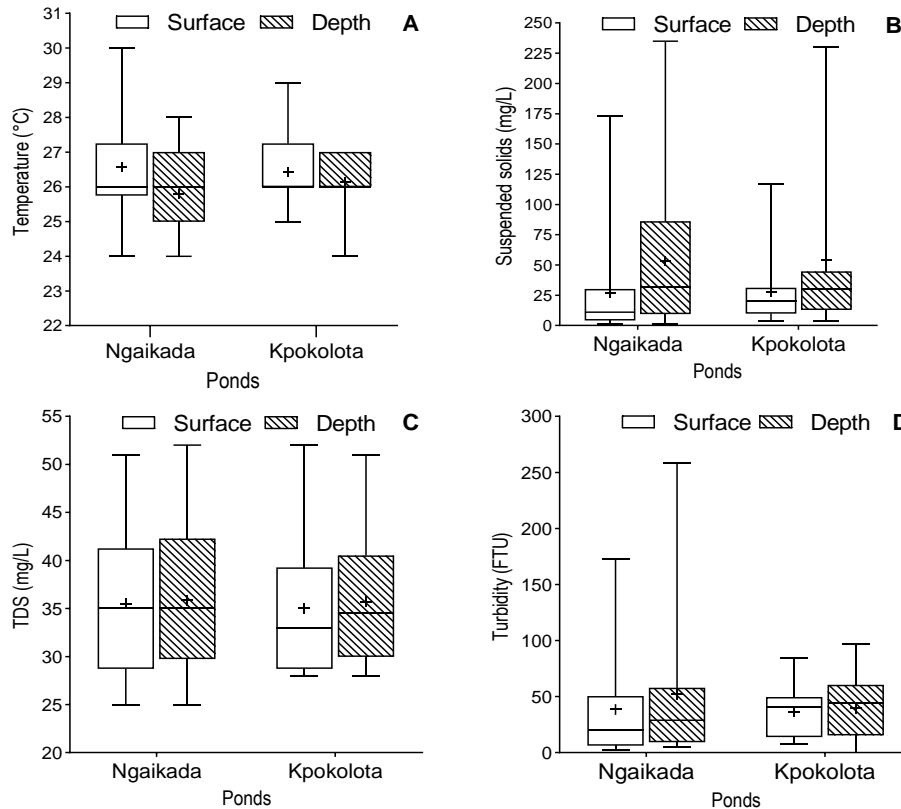 Surface Depth A
31
30
29
28
27
26
25
24
23
22
Temperature (°C)
Ngaikada Kpokolota
Ponds
Surface Depth B
250
225
200
175
150
125
100
75
50
25
0
Suspended solids (mg/L)
Ngaikada Kpokolota
Ponds
Surface Depth C
55
50
45
40
35
30
25
20
TDS (mg/L)
Ngaikada Kpokolota
Ponds
Surface Depth D
300
250
200
150
100
50
0
Turbidity (FTU)
Ngaikada Kpokolota
Ponds